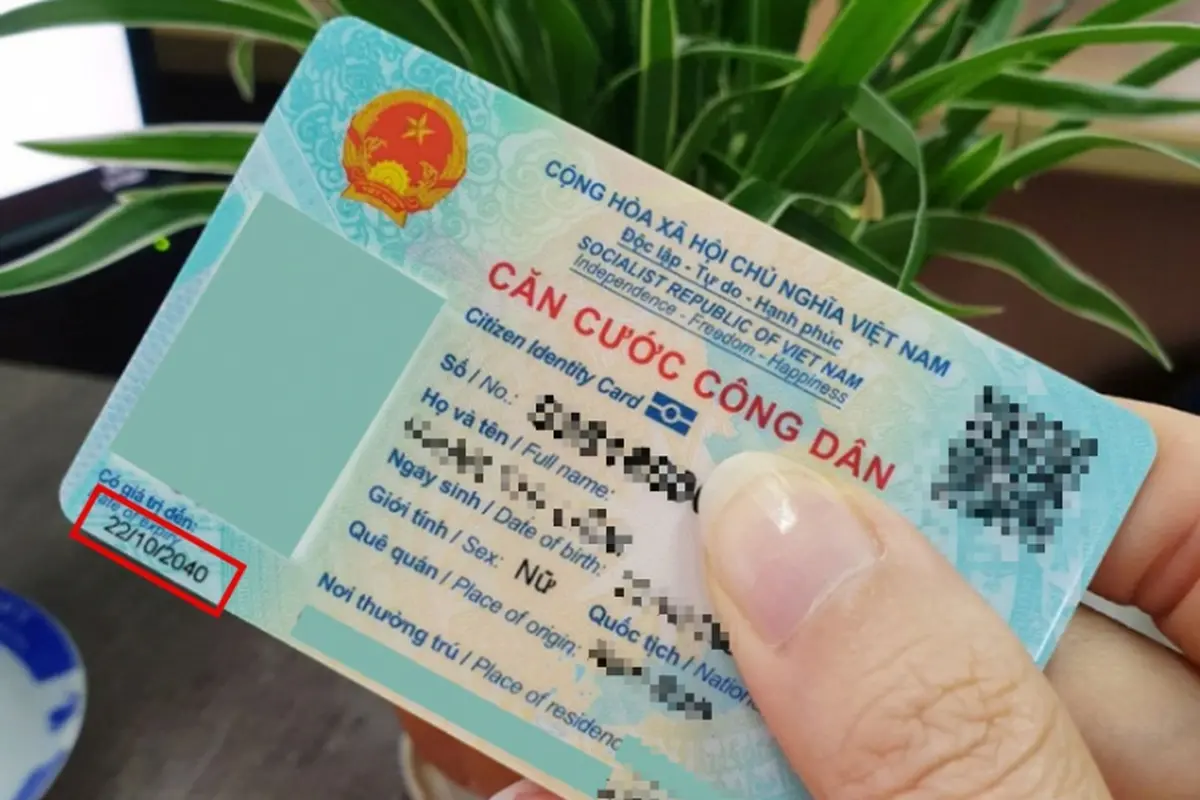 CỘNG HÒA XÃ HỘI CHỦ NGHĨA VIỆT NAM
Độc lập - Tự do - Hạnh phúc
SOCIALIST REPUBLIC OF VIET NAM
Independence - Freedom - Happiness
CĂN CƯỚC CÔNG DÂN
Citizen Identity Card
Số / No.:
Họ và tên / Full name:
Ngày sinh / Date of birth:
Giới tính / Sex: Nữ
Quốc tịch /
Quê quán / Place of origin:
Nơi thường trú / Place of
Có giá trị đến:
Date of expiry
22/10/2040